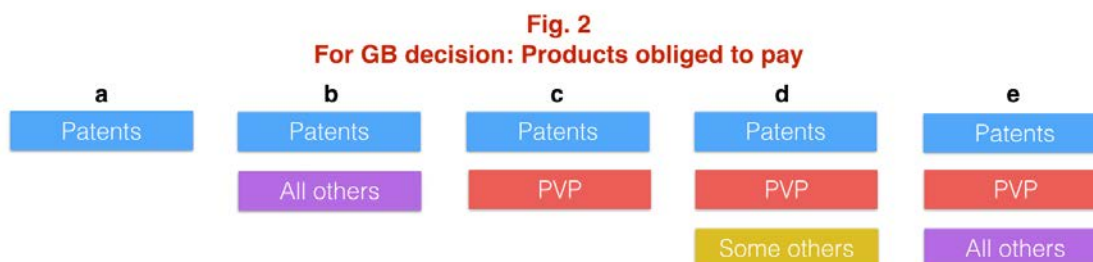 Fig. 2
For GB decision: Products obliged to pay
a b c d e
Patents Patents Patents Patents Patents
All others PVP PVP PVP
Some others All others